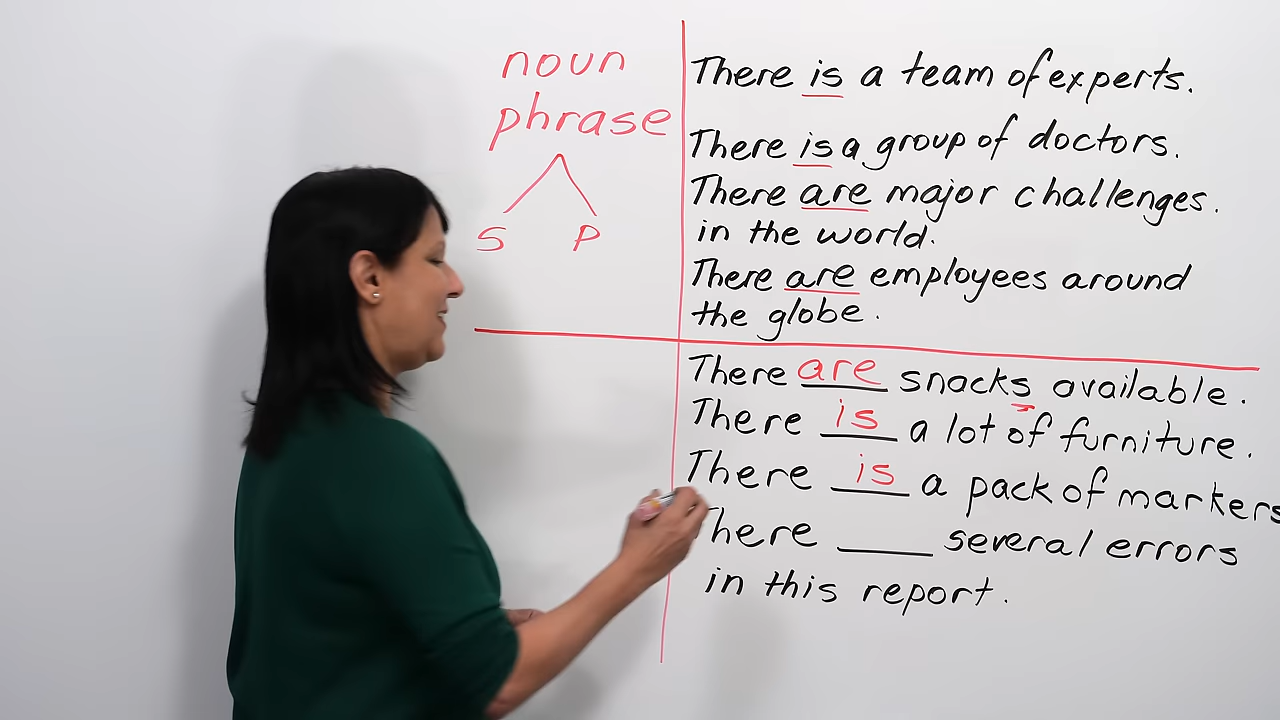 noun
phrase
S P
There is a team of experts.
There is a group of doctors.
There are major challenges.
in the world.
There are employees around
the globe.
There are snacks available.
There is a lot of furniture.
There is a pack of markers
There ____ several errors
in this report.